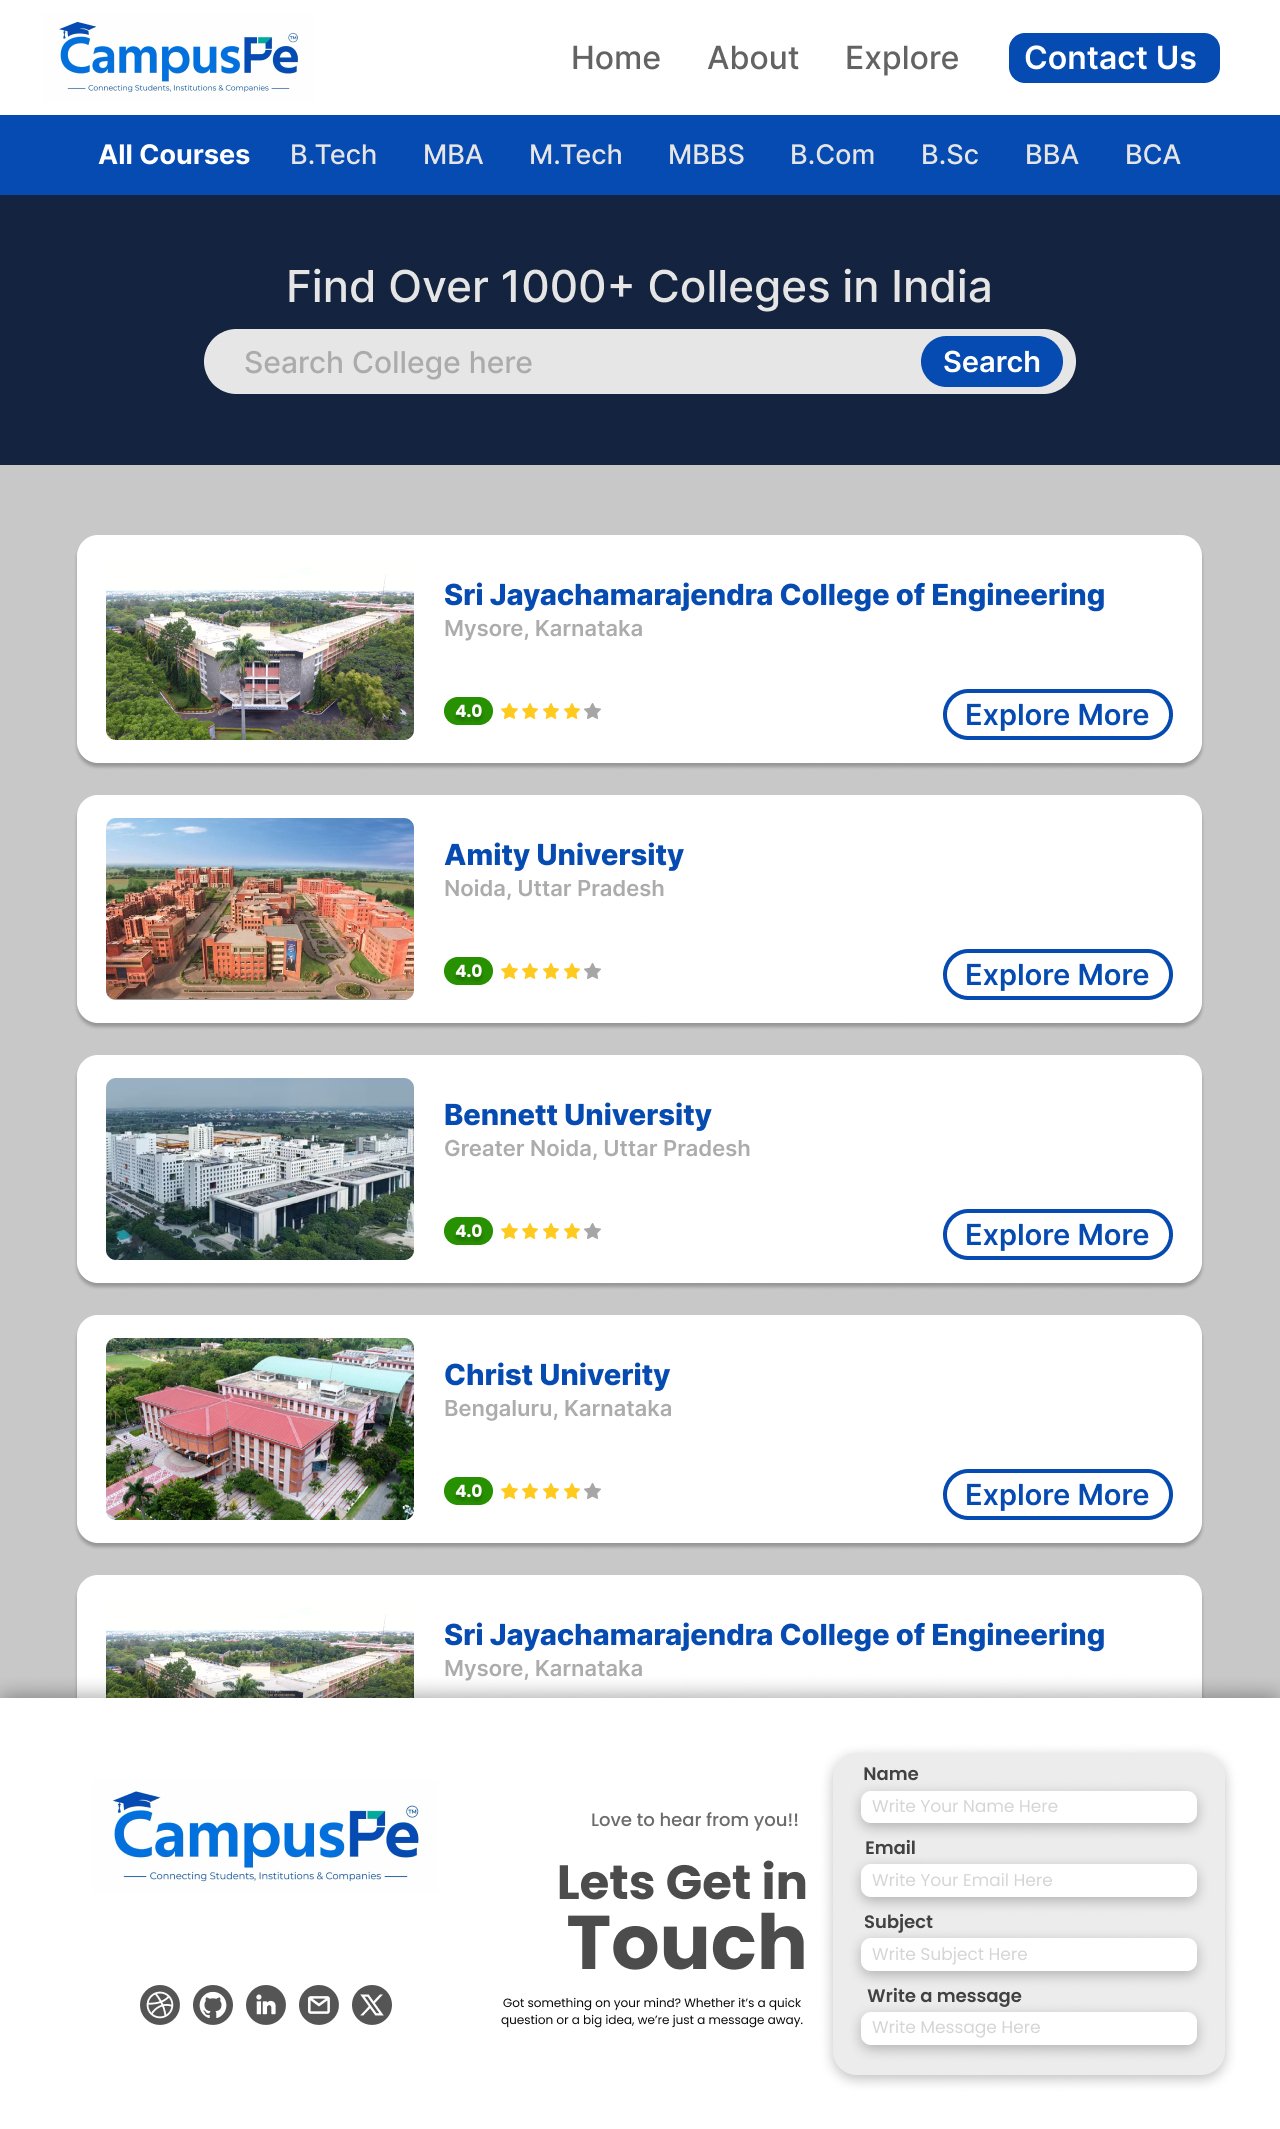 CampusPe TM
Connecting Students, Institutions & Companies
Home About Explore Contact Us
All Courses B.Tech MBA M.Tech MBBS B.Com B.Sc BBA BCA
Find Over 1000+ Colleges in India
Search College here Search
Sri Jayachamarajendra College of Engineering
Mysore, Karnataka
4.0 Explore More
Amity University
Noida, Uttar Pradesh
4.0 Explore More
Bennett University
Greater Noida, Uttar Pradesh
4.0 Explore More
Christ Univerity
Bengaluru, Karnataka
4.0 Explore More
Sri Jayachamarajendra College of Engineering
Mysore, Karnataka
CampusPe TM
Connecting Students, Institutions & Companies
Love to hear from you!!
Lets Get in
Touch
Got something on your mind? Whether it's a quick
question or a big idea, we're just a message away.
Name
Write Your Name Here
Email
Write Your Email Here
Subject
Write Subject Here
Write a message
Write Message Here
in